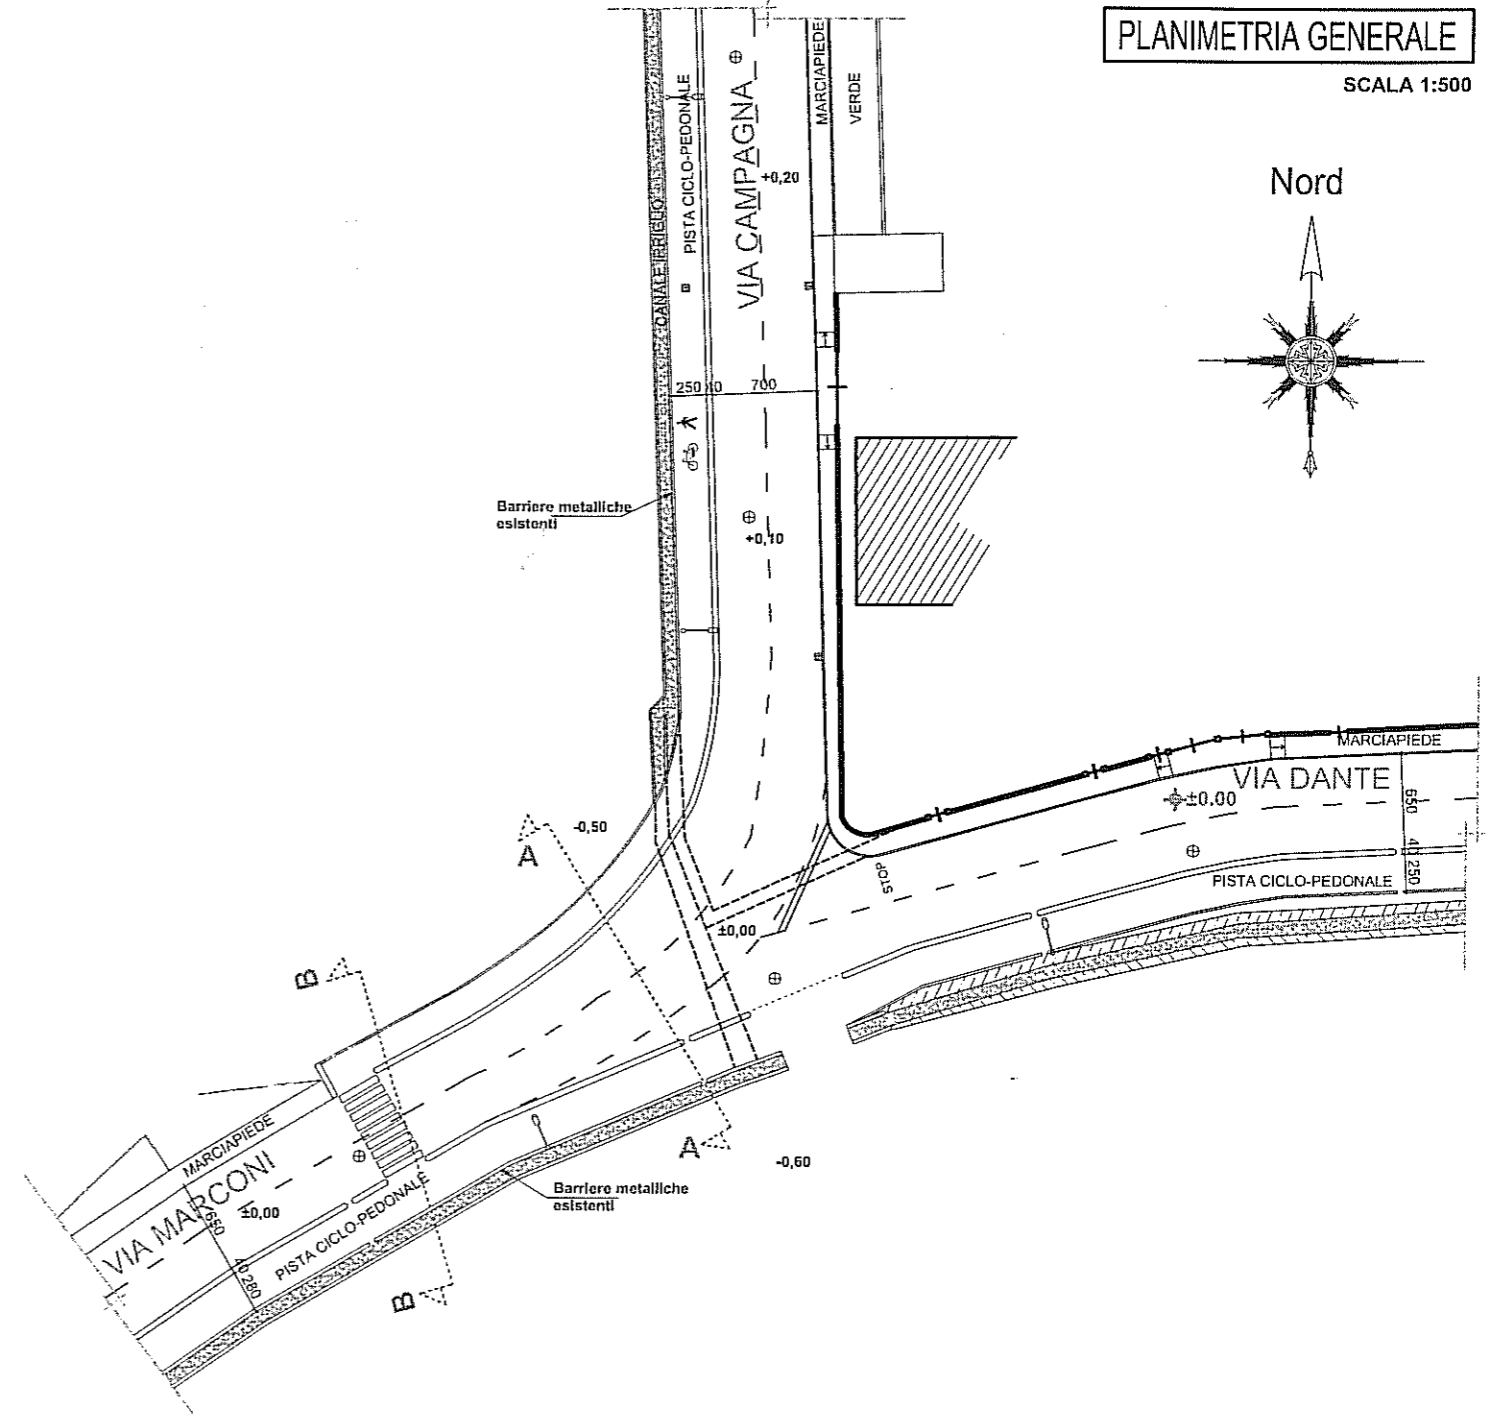 PLANIMETRIA GENERALE
SCALA 1:500
Nord
CANALE IRRIGUO
PISTA CICLO-PEDONALE
VIA CAMPAGNA
+0,20
MARCIAPIEDE
VERDE
250
700
Barriere metalliche
esistenti
+0,10
MARCIAPIEDE
VIA DANTE
±0.00
650
40
250
PISTA CICLO-PEDONALE
STOP
±0,00
A
-0,50
B
A
-0,60
Barriere metalliche
esistenti
MARCIAPIEDE
VIA MARCONI
±0,00
650
40
280
PISTA CICLO-PEDONALE
B